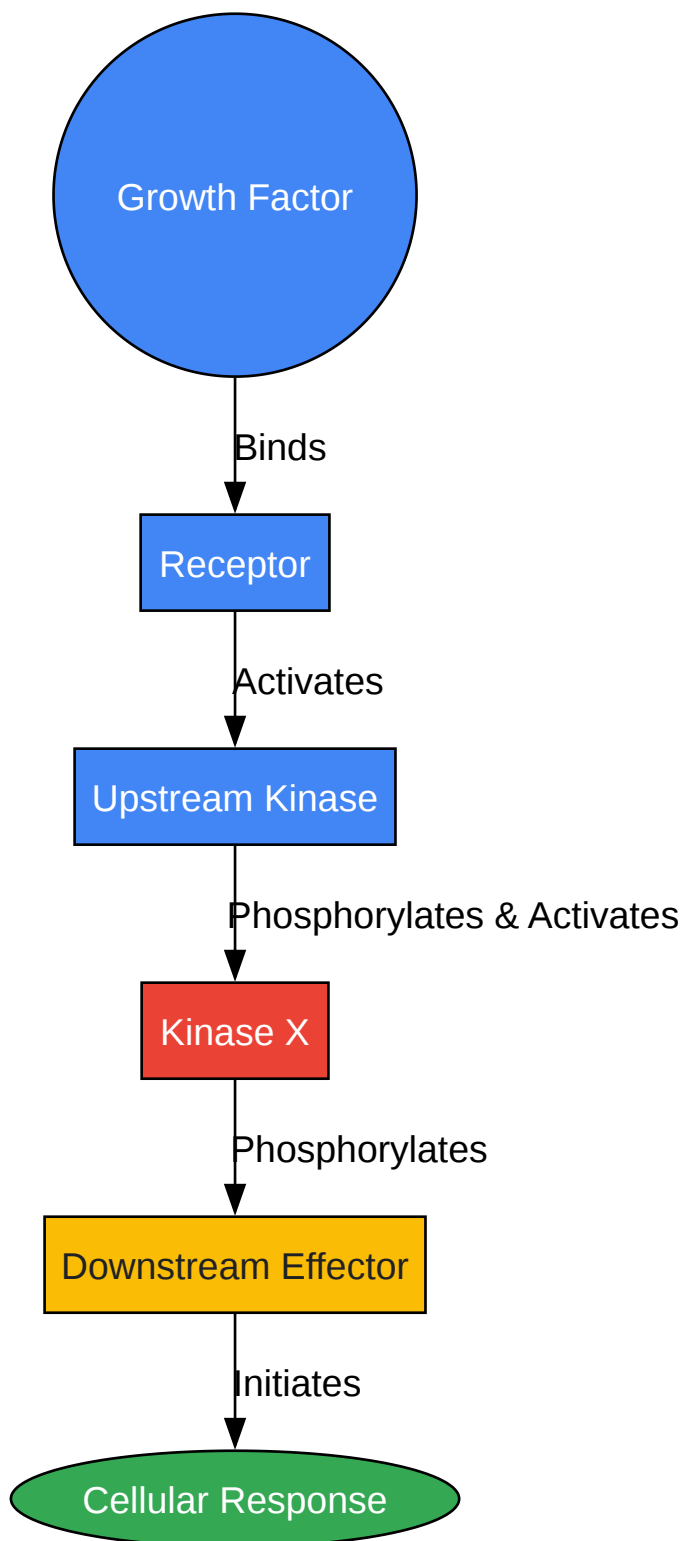 Growth Factor
Binds
Receptor
Activates
Upstream Kinase
Phosphorylates & Activates
Kinase X
Phosphorylates
Downstream Effector
Initiates
Cellular Response